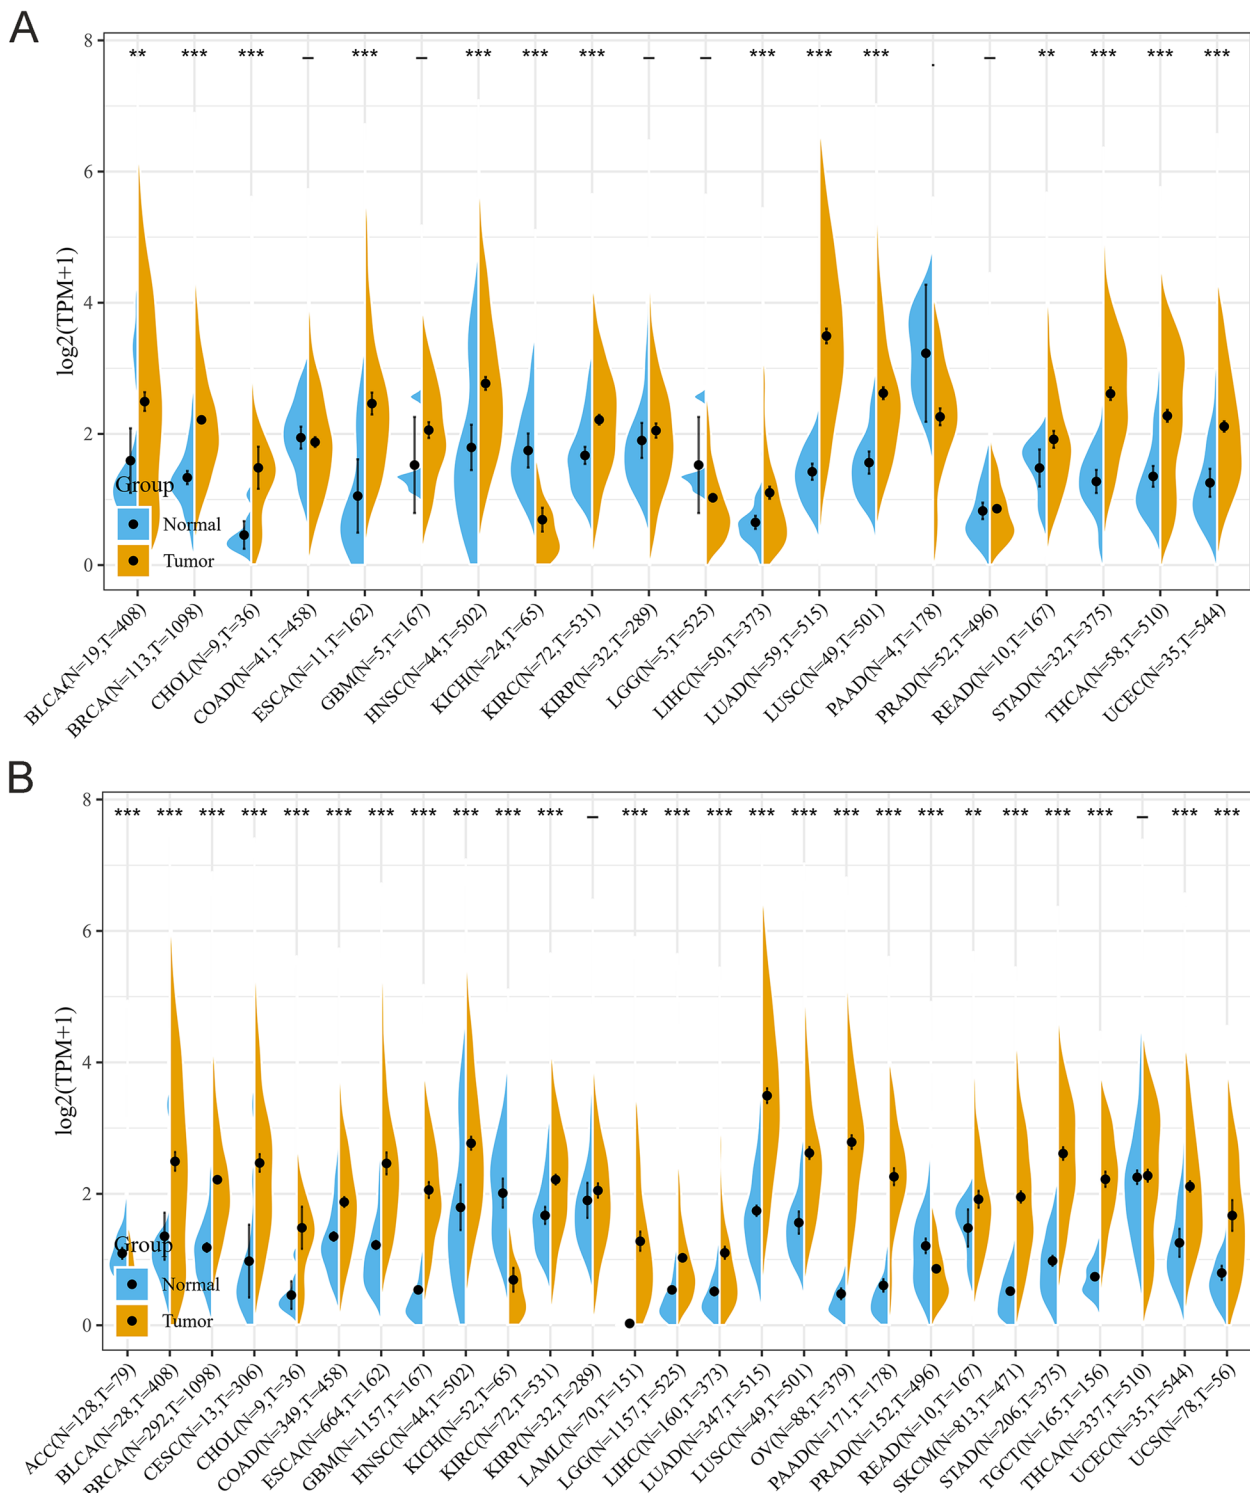 A
8
** *** *** – *** – *** *** *** – – *** *** *** . – ** *** *** ***
6
log2(TPM+1)
4
2
Group
Normal
Tumor
0
BLCA(N=19,T=408)
BRCA(N=113,T=1098)
CHOL(N=9,T=36)
COAD(N=41,T=458)
ESCA(N=11,T=162)
GBM(N=5,T=167)
HNSC(N=44,T=502)
KICH(N=24,T=65)
KIRC(N=72,T=531)
KIRP(N=32,T=289)
LGG(N=5,T=525)
LIHC(N=50,T=373)
LUAD(N=59,T=515)
LUSC(N=49,T=501)
PAAD(N=4,T=178)
PRAD(N=52,T=496)
READ(N=10,T=167)
STAD(N=32,T=375)
THCA(N=58,T=510)
UCEC(N=35,T=544)
B
8
*** *** *** *** *** *** *** *** *** *** *** – *** *** *** *** *** *** *** *** ** *** *** *** – *** ***
6
log2(TPM+1)
4
2
Group
Normal
Tumor
0
ACC(N=128,T=79)
BLCA(N=28,T=408)
BRCA(N=292,T=1098)
CESC(N=13,T=306)
CHOL(N=9,T=36)
COAD(N=349,T=458)
ESCA(N=664,T=162)
GBM(N=1157,T=167)
HNSC(N=44,T=502)
KICH(N=52,T=65)
KIRC(N=72,T=531)
KIRP(N=32,T=289)
LAML(N=70,T=151)
LGG(N=1157,T=525)
LIHC(N=160,T=373)
LUAD(N=347,T=515)
LUSC(N=49,T=501)
OV(N=88,T=379)
PAAD(N=171,T=178)
PRAD(N=152,T=496)
READ(N=10,T=167)
SKCM(N=813,T=471)
STAD(N=206,T=375)
TGCT(N=165,T=156)
THCA(N=337,T=510)
UCEC(N=35,T=544)
UCS(N=78,T=56)